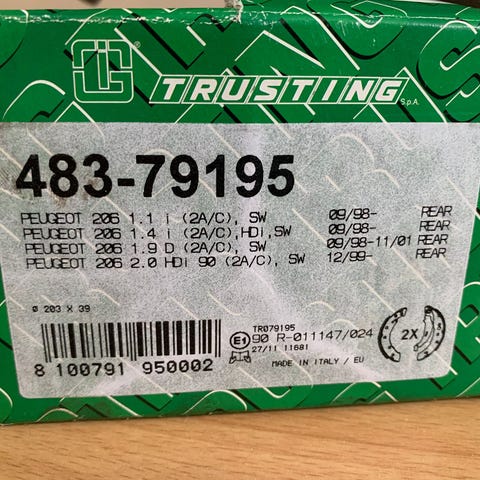 TRUSTING S.p.A.
483-79195
PEUGEOT 206 1.1 i (2A/C), SW 09/98- REAR
PEUGEOT 206 1.4 i (2A/C),HDi,SW 09/98- REAR
PEUGEOT 206 1.9 D (2A/C), SW 09/98-11/01 REAR
PEUGEOT 206 2.0 HDi 90 (2A/C), SW 12/99- REAR
Ø 203 X 39
TR079195
E1 90 R-011147/024
27/11 11681
2X
MADE IN ITALY / EU
8 100791 950002